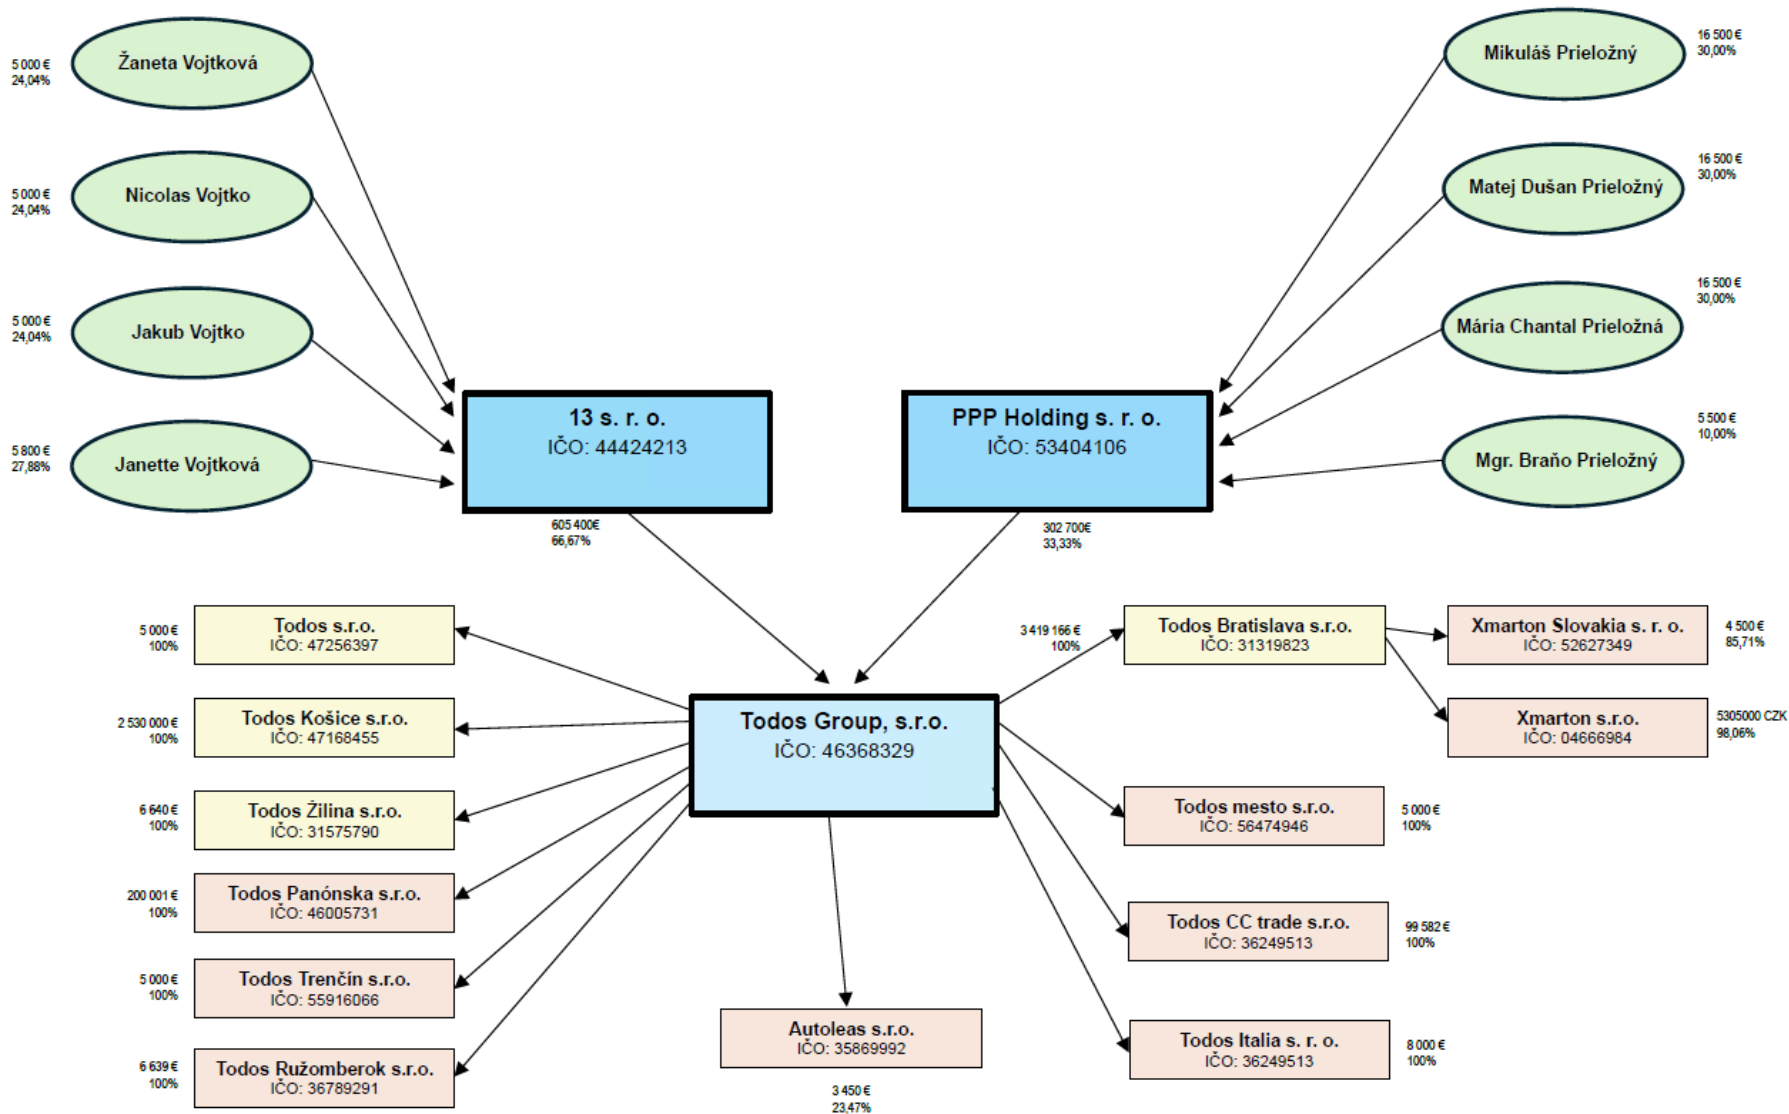 Žaneta Vojtková
5 000 €
24,04%
Nicolas Vojtko
5 000 €
24,04%
Jakub Vojtko
5 000 €
24,04%
Janette Vojtková
5 800 €
27,88%
Mikuláš Prieložný
16 500 €
30,00%
Matej Dušan Prieložný
16 500 €
30,00%
Mária Chantal Prieložná
16 500 €
30,00%
Mgr. Braňo Prieložný
5 500 €
10,00%
13 s. r. o.
IČO: 44424213
605 400€
66,67%
PPP Holding s. r. o.
IČO: 53404106
302 700€
33,33%
Todos Group, s.r.o.
IČO: 46368329
Todos s.r.o.
IČO: 47256397
5 000 €
100%
Todos Košice s.r.o.
IČO: 47168455
2 530 000 €
100%
Todos Žilina s.r.o.
IČO: 31575790
6 640 €
100%
Todos Panónska s.r.o.
IČO: 46005731
200 001 €
100%
Todos Trenčín s.r.o.
IČO: 55916066
5 000 €
100%
Todos Ružomberok s.r.o.
IČO: 36789291
6 639 €
100%
Autoleas s.r.o.
IČO: 35869992
3 450 €
23,47%
3 419 166 €
100%
Todos Bratislava s.r.o.
IČO: 31319823
Xmarton Slovakia s. r. o.
IČO: 52627349
4 500 €
85,71%
Xmarton s.r.o.
IČO: 04666984
5305000 CZK
98,06%
Todos mesto s.r.o.
IČO: 56474946
5 000 €
100%
Todos CC trade s.r.o.
IČO: 36249513
99 582 €
100%
Todos Italia s. r. o.
IČO: 36249513
8 000 €
100%